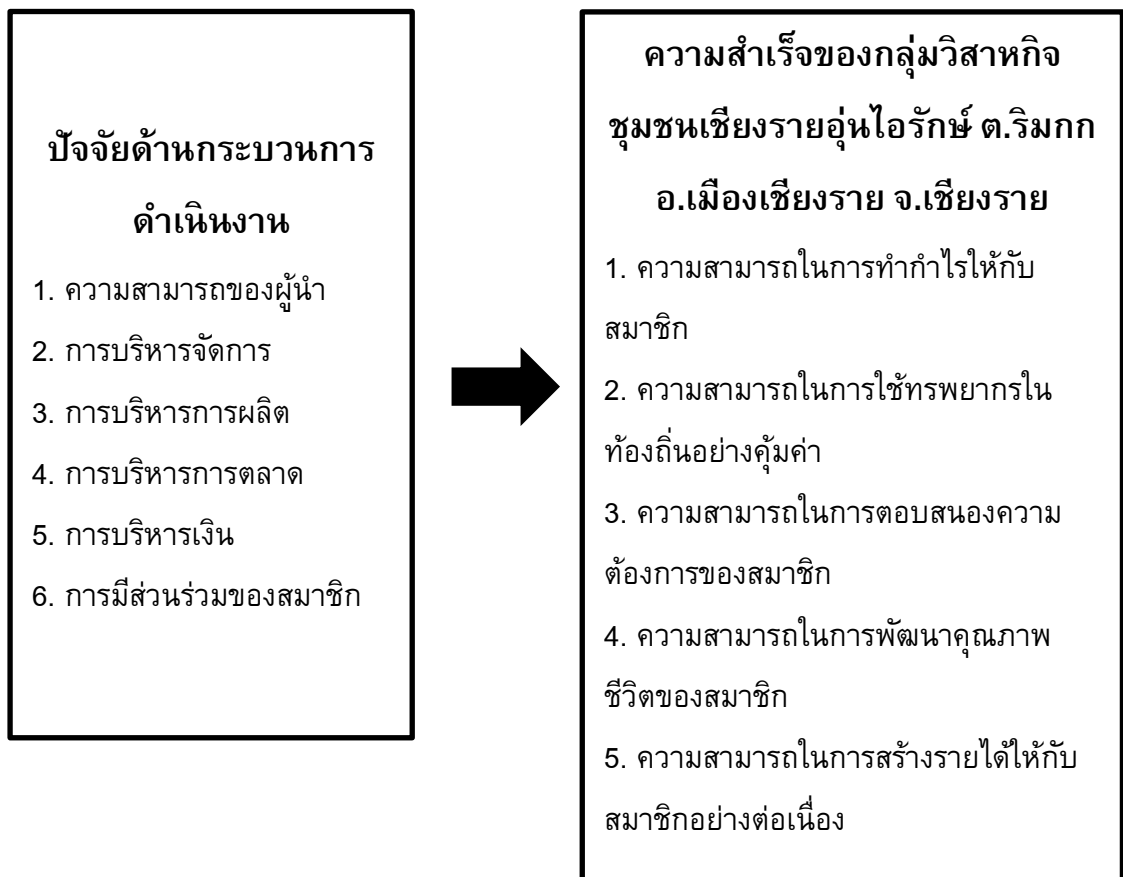 ปัจจัยด้านกระบวนการ
ดำเนินงาน
1. ความสามารถของผู้นำ
2. การบริหารจัดการ
3. การบริหารการผลิต
4. การบริหารการตลาด
5. การบริหารเงิน
6. การมีส่วนร่วมของสมาชิก
ความสำเร็จของกลุ่มวิสาหกิจ
ชุมชนเชียงรายอุ่นไอรักษ์ ต.ริมกก
อ.เมืองเชียงราย จ.เชียงราย
1. ความสามารถในการทำกำไรให้กับ
สมาชิก
2. ความสามารถในการใช้ทรพยากรใน
ท้องถิ่นอย่างคุ้มค่า
3. ความสามารถในการตอบสนองความ
ต้องการของสมาชิก
4. ความสามารถในการพัฒนาคุณภาพ
ชีวิตของสมาชิก
5. ความสามารถในการสร้างรายได้ให้กับ
สมาชิกอย่างต่อเนื่อง